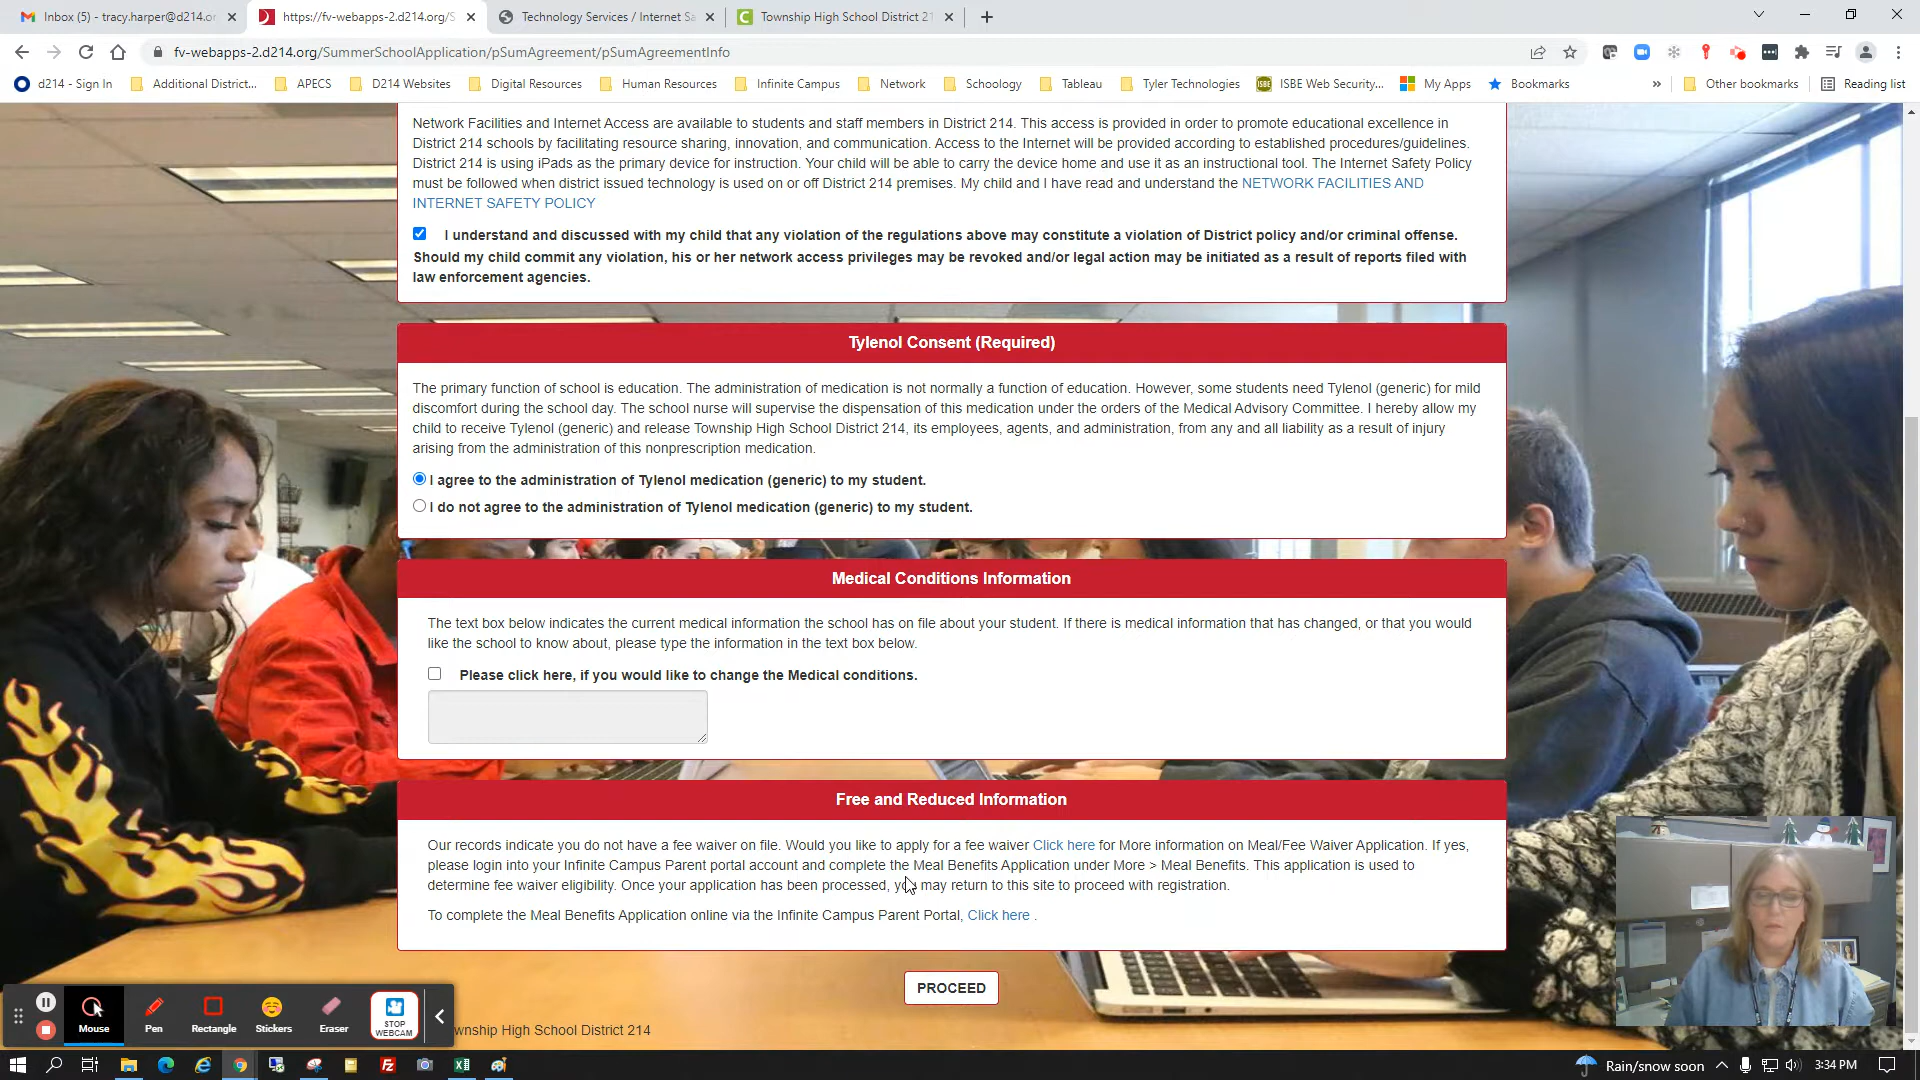 Inbox (5) - tracy.harper@d214.or
https://fv-webapps-2.d214.org/S
Technology Services / Internet Sa
Township High School District 21
fv-webapps-2.d214.org/SummerSchoolApplication/pSumAgreement/pSumAgreementInfo
d214 - Sign In
Additional District...
APECS
D214 Websites
Digital Resources
Human Resources
Infinite Campus
Network
Schoology
Tableau
Tyler Technologies
ISBE Web Security...
My Apps
Bookmarks
»
Other bookmarks
Reading list
Network Facilities and Internet Access are available to students and staff members in District 214. This access is provided in order to promote educational excellence in
District 214 schools by facilitating resource sharing, innovation, and communication. Access to the Internet will be provided according to established procedures/guidelines.
District 214 is using iPads as the primary device for instruction. Your child will be able to carry the device home and use it as an instructional tool. The Internet Safety Policy
must be followed when district issued technology is used on or off District 214 premises. My child and I have read and understand the NETWORK FACILITIES AND
INTERNET SAFETY POLICY
I understand and discussed with my child that any violation of the regulations above may constitute a violation of District policy and/or criminal offense.
Should my child commit any violation, his or her network access privileges may be revoked and/or legal action may be initiated as a result of reports filed with
law enforcement agencies.
Tylenol Consent (Required)
The primary function of school is education. The administration of medication is not normally a function of education. However, some students need Tylenol (generic) for mild
discomfort during the school day. The school nurse will supervise the dispensation of this medication under the orders of the Medical Advisory Committee. I hereby allow my
child to receive Tylenol (generic) and release Township High School District 214, its employees, agents, and administration, from any and all liability as a result of injury
arising from the administration of this nonprescription medication.
I agree to the administration of Tylenol medication (generic) to my student.
I do not agree to the administration of Tylenol medication (generic) to my student.
Medical Conditions Information
The text box below indicates the current medical information the school has on file about your student. If there is medical information that has changed, or that you would
like the school to know about, please type the information in the text box below.
Please click here, if you would like to change the Medical conditions.
Free and Reduced Information
Our records indicate you do not have a fee waiver on file. Would you like to apply for a fee waiver Click here for More information on Meal/Fee Waiver Application. If yes,
please login into your Infinite Campus Parent portal account and complete the Meal Benefits Application under More > Meal Benefits. This application is used to
determine fee waiver eligibility. Once your application has been processed, you may return to this site to proceed with registration.
To complete the Meal Benefits Application online via the Infinite Campus Parent Portal, Click here .
PROCEED
Mouse
Pen
Rectangle
Stickers
Eraser
STOP
WEBCAM
wnship High School District 214
Rain/snow soon
3:34 PM